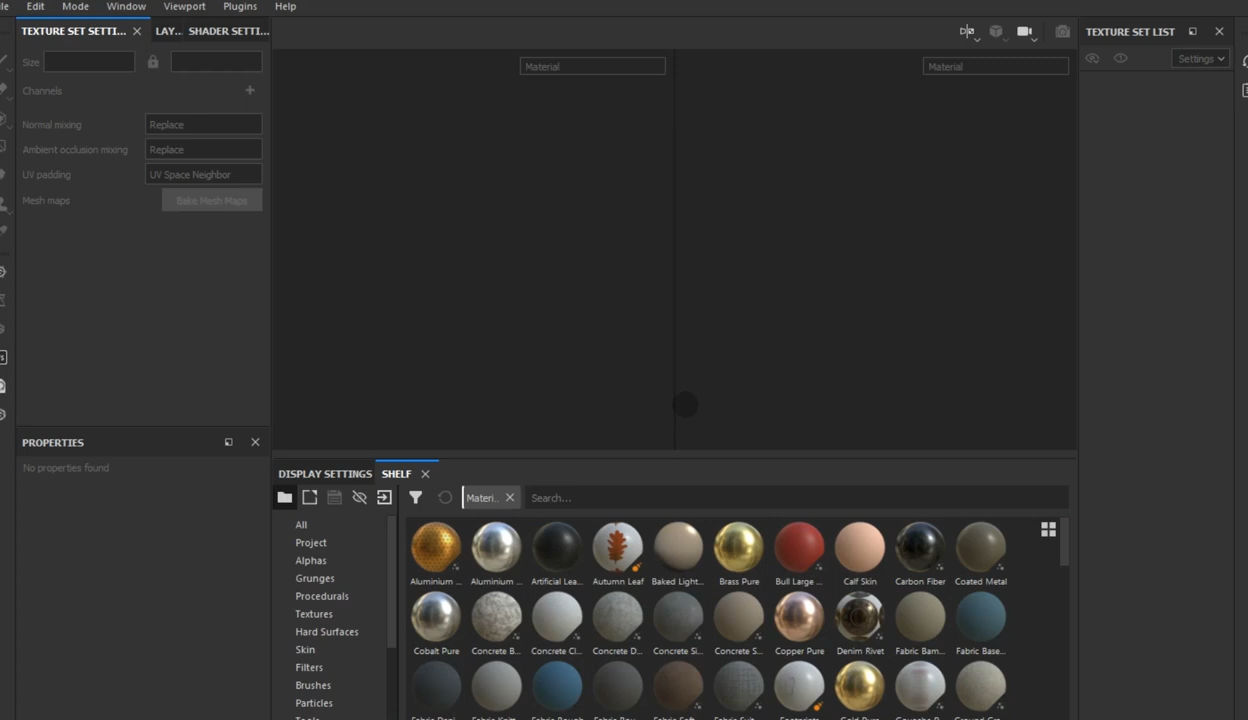 le Edit Mode Window Viewport Plugins Help
TEXTURE SET SETTI... LAY... SHADER SETTI...
TEXTURE SET LIST
Size
Material
Material
Settings
Channels
Normal mixing Replace
Ambient occlusion mixing Replace
UV padding UV Space Neighbor
Mesh maps Bake Mesh Maps
PROPERTIES
No properties found
DISPLAY SETTINGS SHELF
Materi... Search...
All
Project
Alphas
Grunges
Procedurals
Textures
Hard Surfaces
Skin
Filters
Brushes
Particles
Aluminium ... Aluminium ... Artificial Lea... Autumn Leaf Baked Light... Brass Pure Bull Large ... Calf Skin Carbon Fiber Coated Metal
Cobalt Pure Concrete B... Concrete Cl... Concrete D... Concrete Si... Concrete S... Copper Pure Denim Rivet Fabric Bam... Fabric Base...